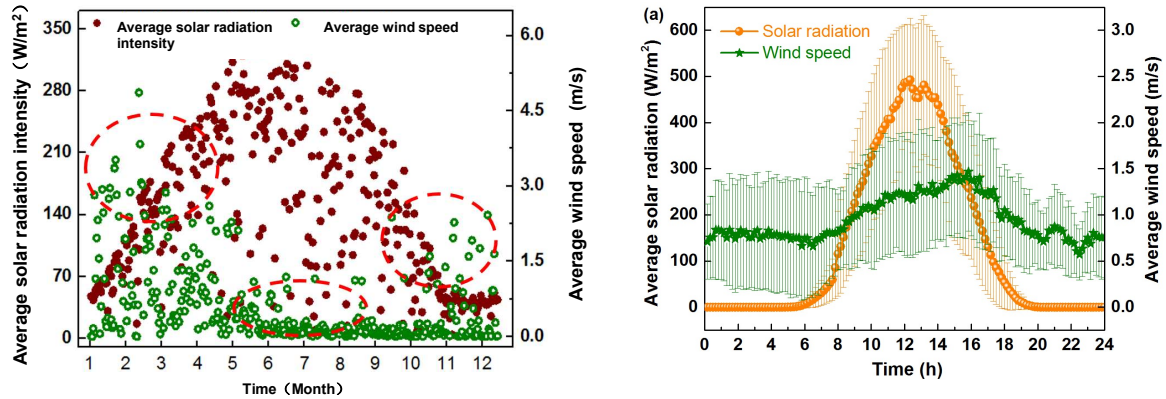 Average solar radiation intensity（W/m²）
350
280
210
140
70
0
Average solar radiation
intensity
Average wind speed
6.0
4.5
3.0
1.5
0.0
Average wind speed (m/s)
1 2 3 4 5 6 7 8 9 10 11 12
Time（Month）
(a)
Average solar radiation (W/m²)
600
500
400
300
200
100
0
Solar radiation
Wind speed
3.0
2.5
2.0
1.5
1.0
0.5
0.0
Average wind speed (m/s)
0 2 4 6 8 10 12 14 16 18 20 22 24
Time (h)